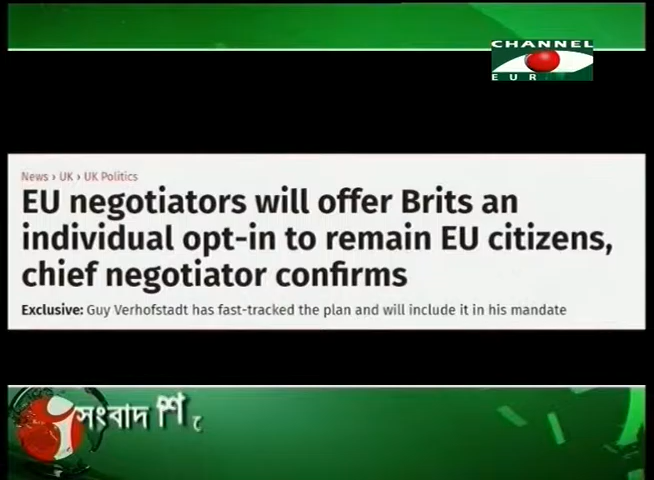 CHANNEL
EUR
News › UK › UK Politics
EU negotiators will offer Brits an
individual opt-in to remain EU citizens,
chief negotiator confirms
Exclusive: Guy Verhofstadt has fast-tracked the plan and will include it in his mandate
সংবাদ